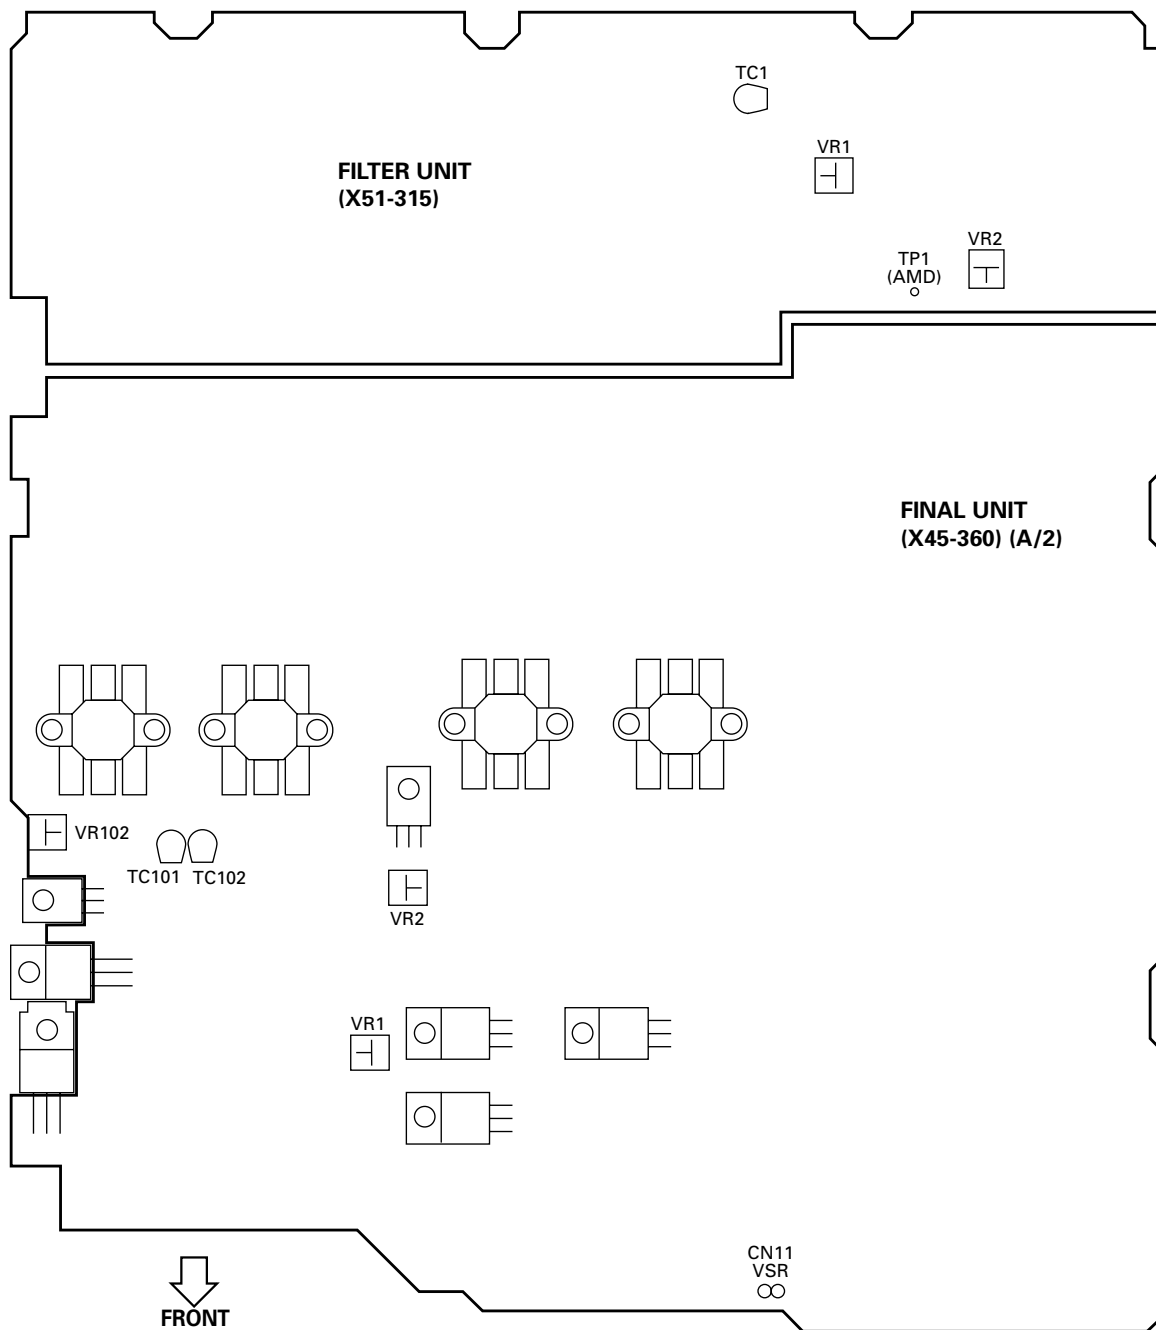 TC1
VR1
FILTER UNIT
(X51-315)
VR2
TP1
(AMD)
FINAL UNIT
(X45-360) (A/2)
VR102
TC101
TC102
VR2
VR1
CN11
VSR
FRONT